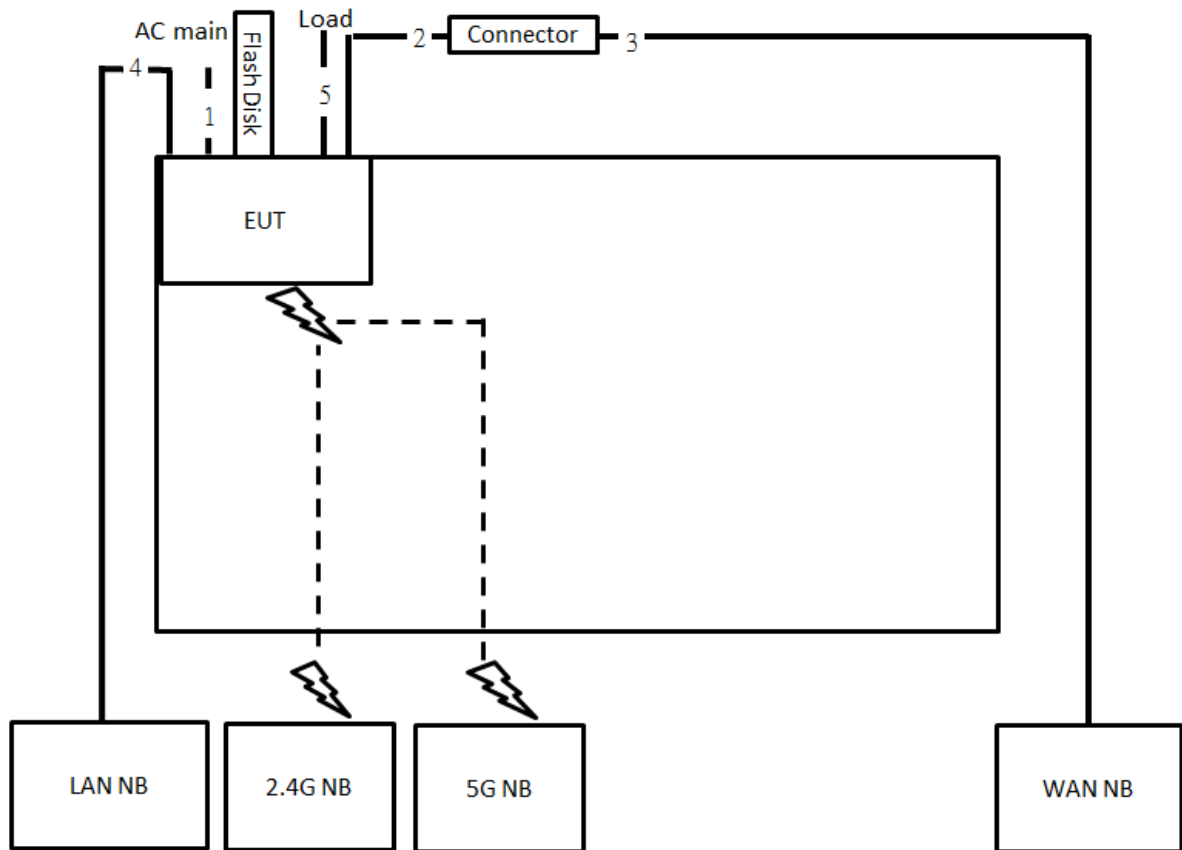 Load
AC main
Flash Disk
2
Connector
3
4
1
5
EUT
LAN NB
2.4G NB
5G NB
WAN NB